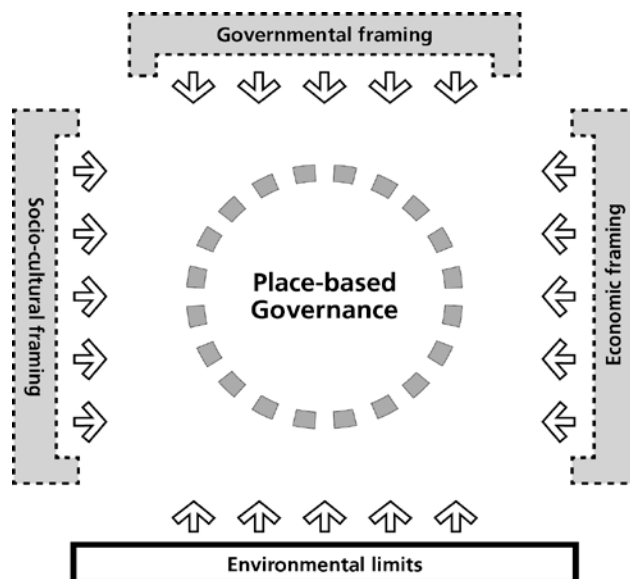 Governmental framing
Socio-cultural framing
Place-based
Governance
Economic framing
Environmental limits